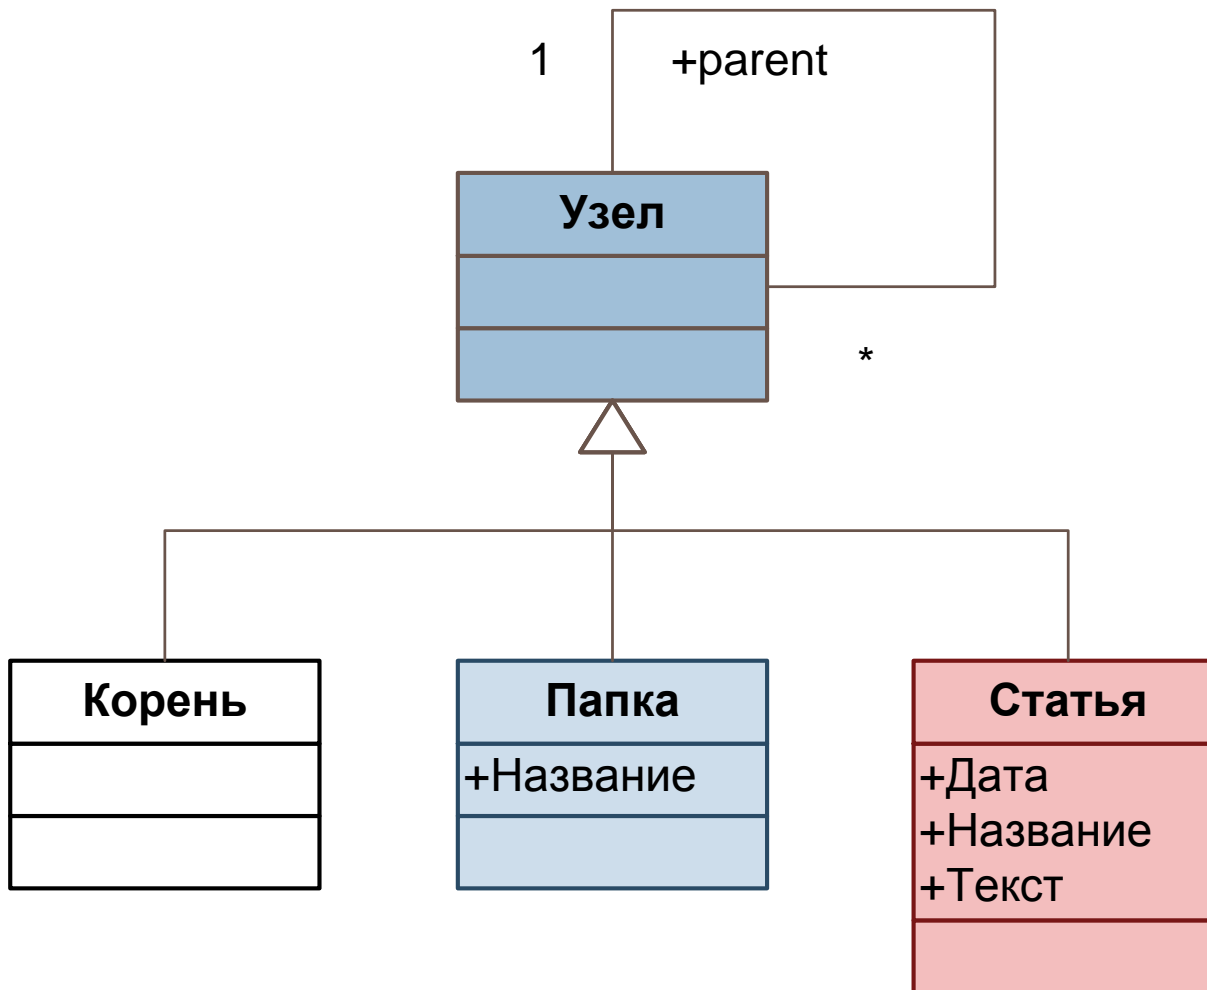 1 +parent
Узел
*
Корень
Папка
+Название
Статья
+Дата
+Название
+Текст